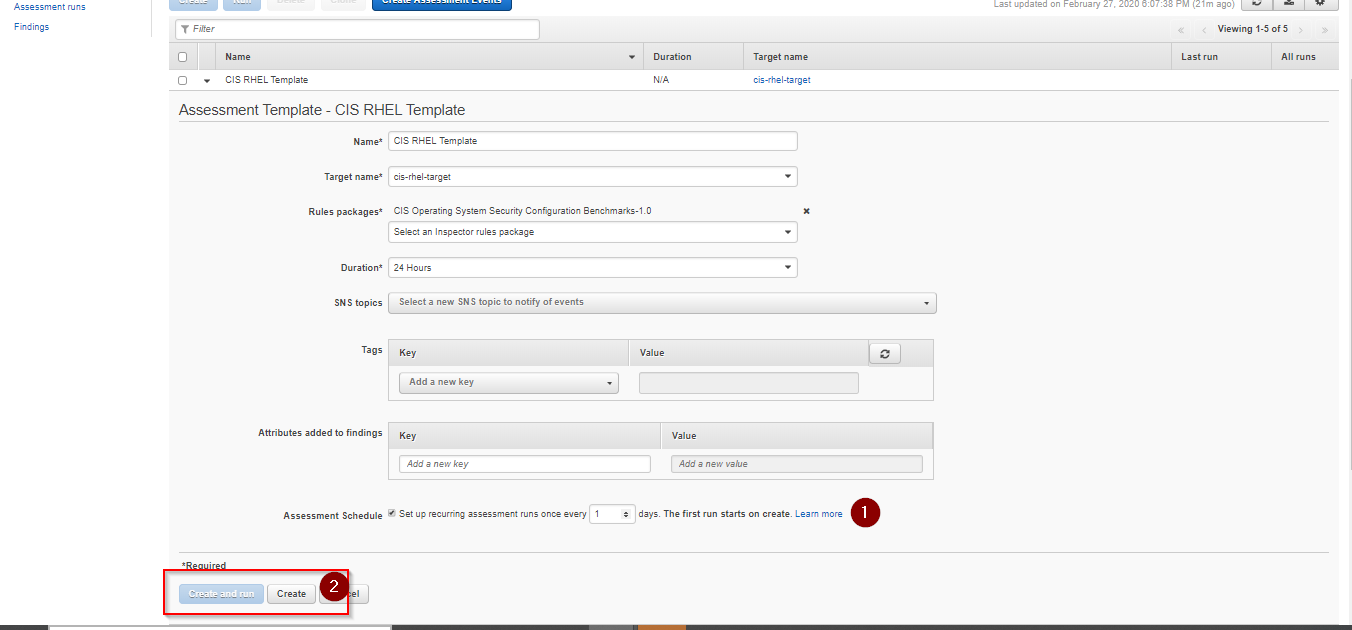 Assessment runs
Create Run Delete Clone Create Assessment Events Last updated on February 27, 2020 6:07:38 PM (21m ago)
Findings
Filter « ‹ Viewing 1-5 of 5 › »
Name Duration Target name Last run All runs
CIS RHEL Template N/A cis-rhel-target
Assessment Template - CIS RHEL Template
Name* CIS RHEL Template
Target name* cis-rhel-target
Rules packages* CIS Operating System Security Configuration Benchmarks-1.0
Select an Inspector rules package
Duration* 24 Hours
SNS topics Select a new SNS topic to notify of events
Tags Key Value
Add a new key
Attributes added to findings Key Value
Add a new key Add a new value
Assessment Schedule Set up recurring assessment runs once every 1 days. The first run starts on create. Learn more 1
*Required
Create and run Create 2